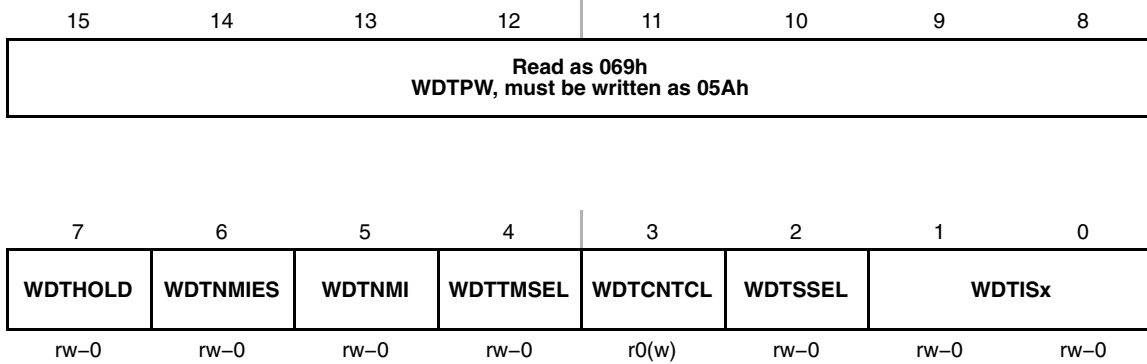 15 14 13 12 11 10 9 8
Read as 069h
WDTPW, must be written as 05Ah
7 6 5 4 3 2 1 0
WDTHOLD WDTNMIES WDTNMI WDTTMSEL WDTCNTCL WDTSSEL WDTISx
rw−0 rw−0 rw−0 rw−0 r0(w) rw−0 rw−0 rw−0